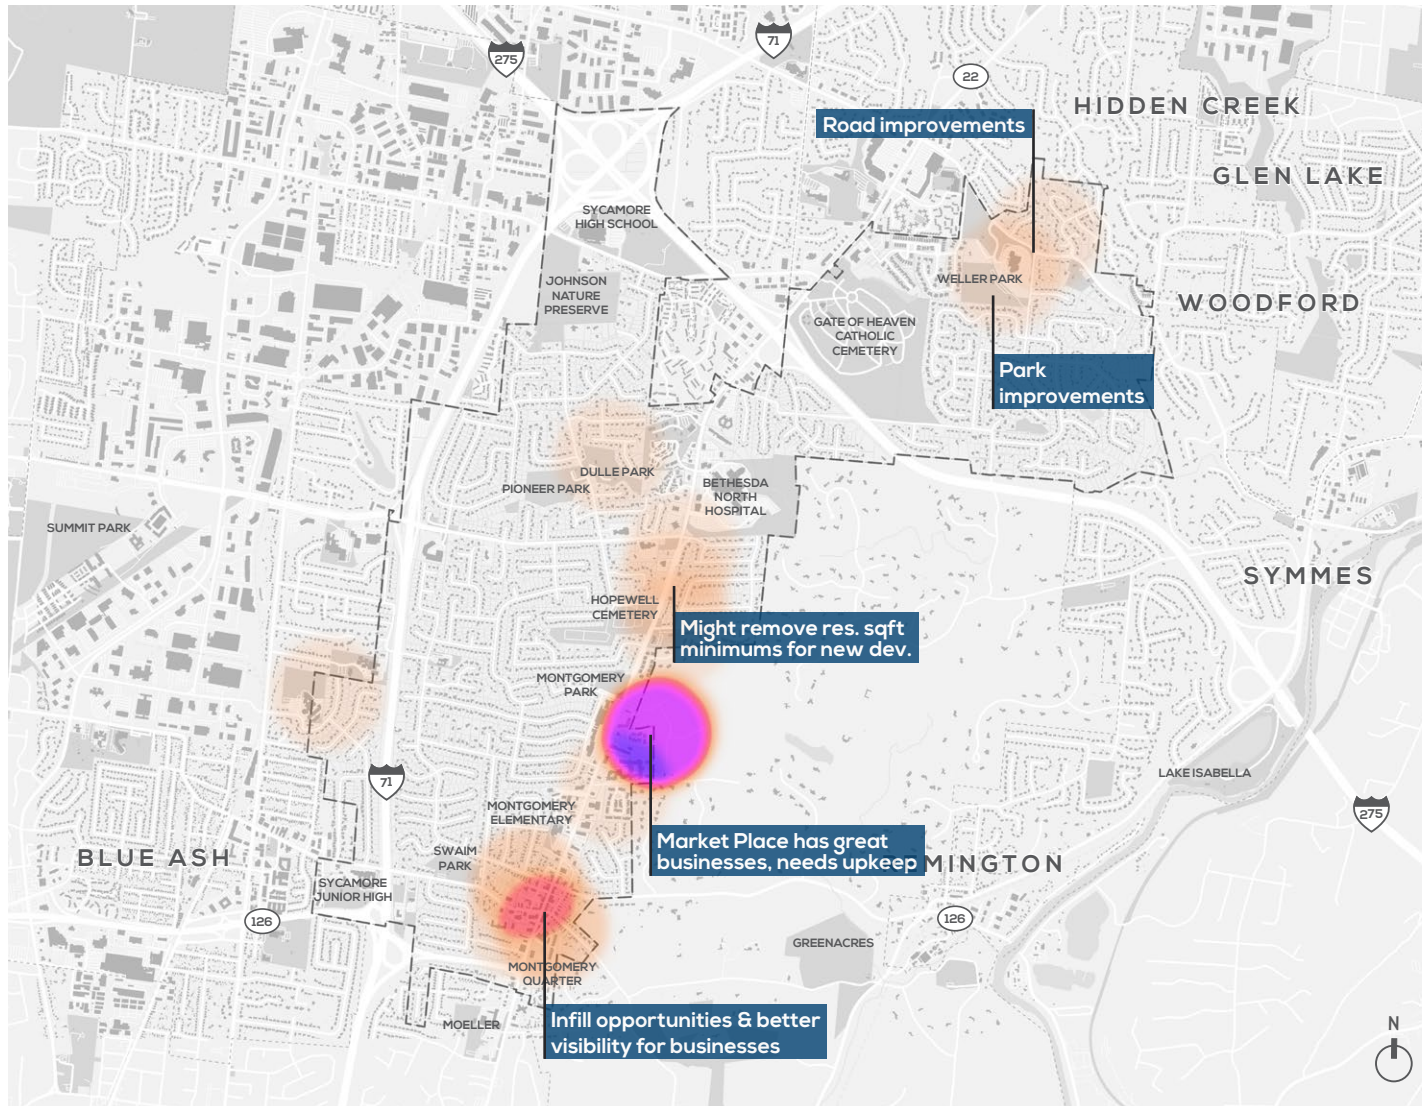 71
275
22
HIDDEN CREEK
Road improvements
GLEN LAKE
SYCAMORE
HIGH SCHOOL
JOHNSON
NATURE
PRESERVE
WELLER PARK
WOODFORD
GATE OF HEAVEN
CATHOLIC
CEMETERY
Park
improvements
DULLE PARK
PIONEER PARK
BETHESDA
NORTH
HOSPITAL
SUMMIT PARK
SYMMES
HOPEWELL
CEMETERY
Might remove res. sqft
minimums for new dev.
MONTGOMERY
PARK
LAKE ISABELLA
71
275
MONTGOMERY
ELEMENTARY
Market Place has great
businesses, needs upkeep
SWAIM
PARK
BLUE ASH
MINGTON
SYCAMORE
JUNIOR HIGH
126
126
GREENACRES
MONTGOMERY
QUARTER
MOELLER
Infill opportunities & better
visibility for businesses
N